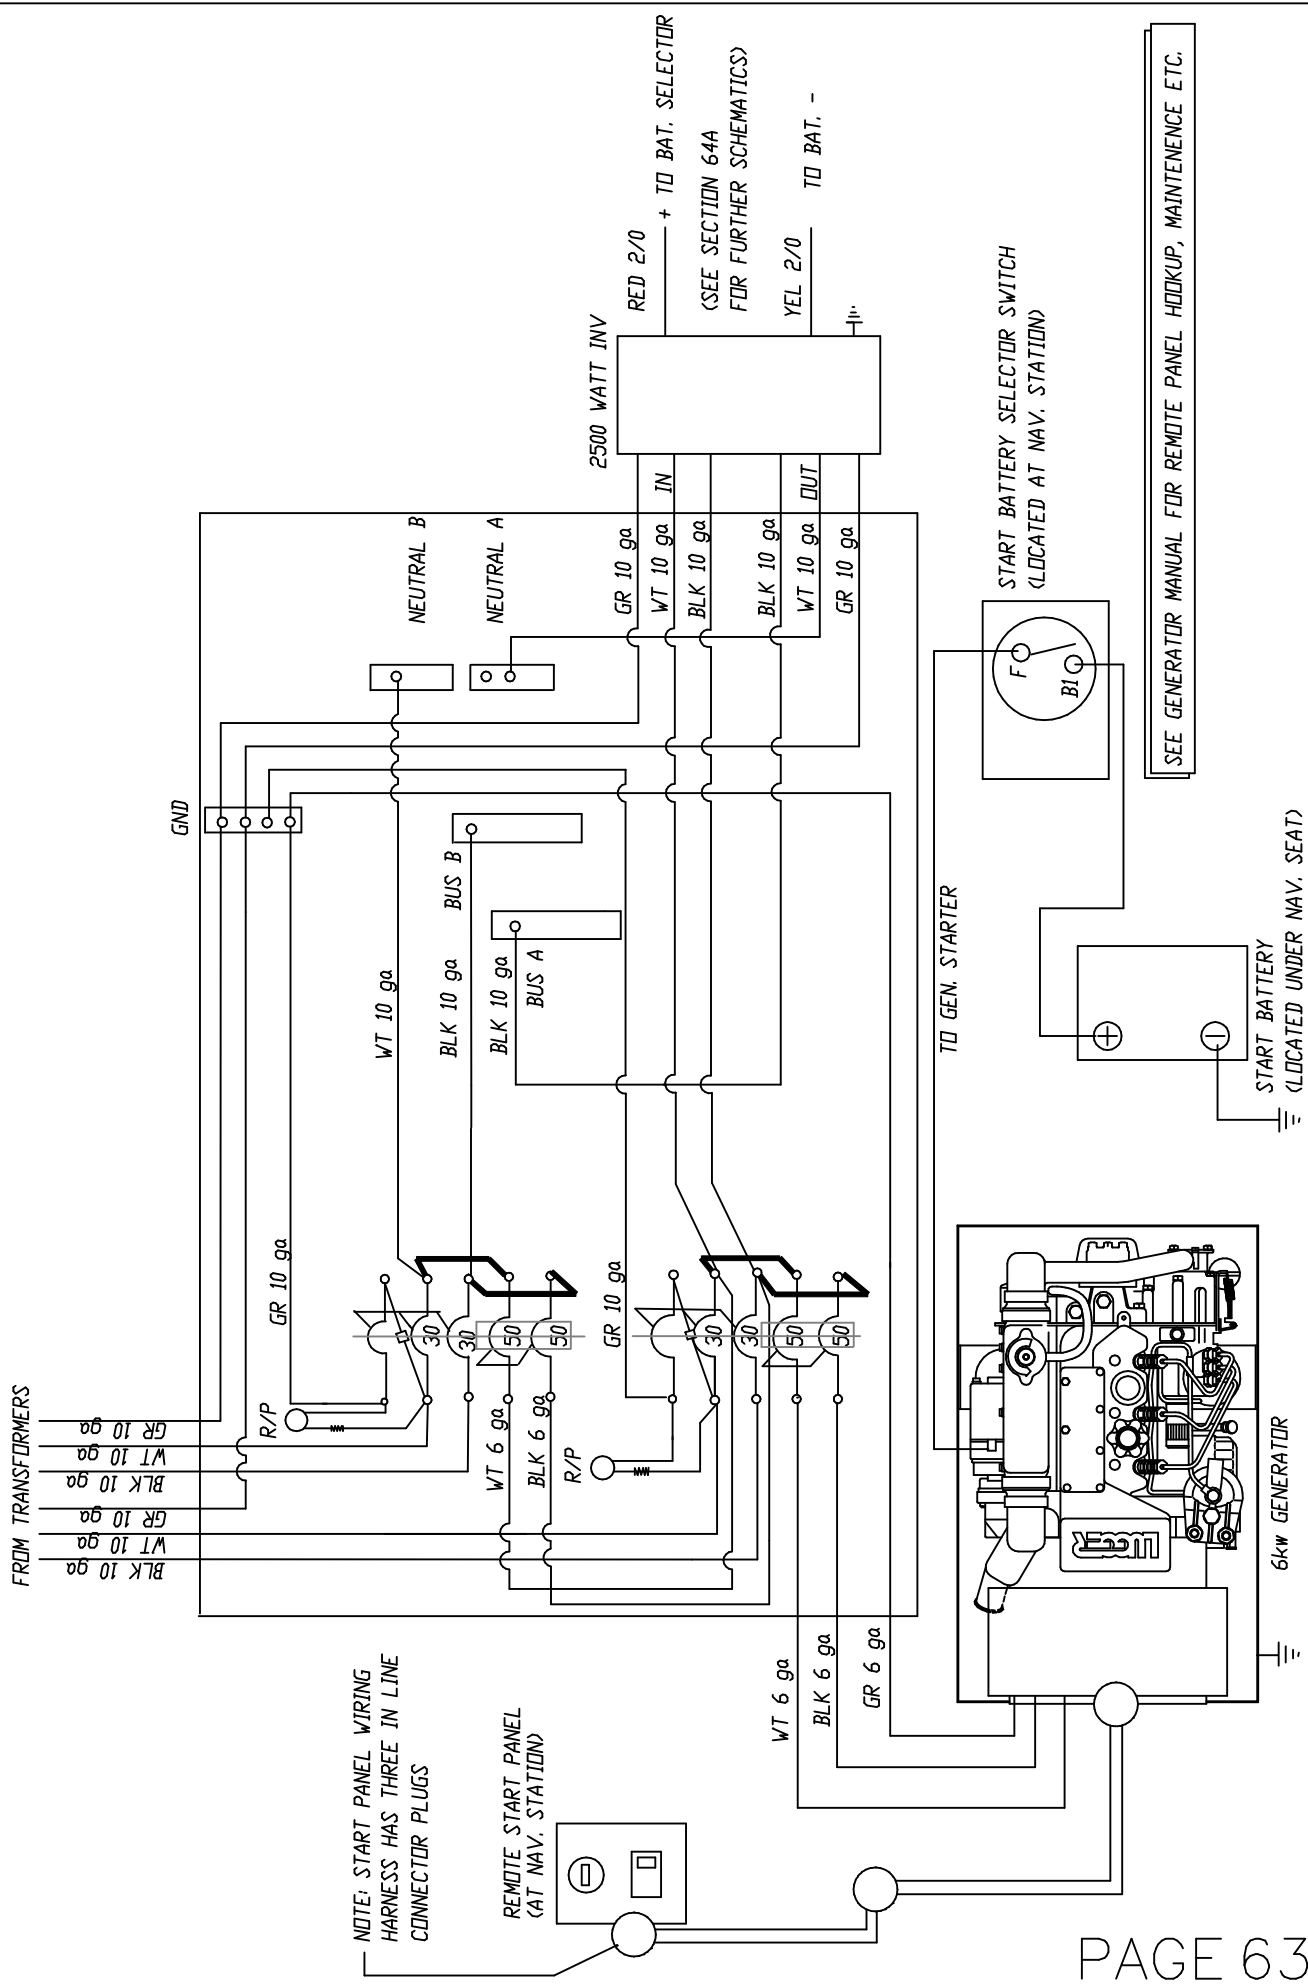 FROM TRANSFORMERS
GR 10 ga
WT 10 ga
BLK 10 ga
GR 10 ga
WT 10 ga
BLK 10 ga
GND
GR 10 ga
R/P
WT 10 ga
NEUTRAL B
NEUTRAL A
BLK 10 ga
BUS B
BLK 10 ga
BUS A
30
30
50
50
WT 6 ga
BLK 6 ga
R/P
GR 10 ga
30
30
50
50
2500 WATT INV
GR 10 ga
WT 10 ga
IN
BLK 10 ga
BLK 10 ga
WT 10 ga
OUT
GR 10 ga
RED 2/0
+ TO BAT. SELECTOR
(SEE SECTION 64A
FOR FURTHER SCHEMATICS)
YEL 2/0
TO BAT. -
NOTE: START PANEL WIRING
HARNESS HAS THREE IN LINE
CONNECTOR PLUGS
REMOTE START PANEL
(AT NAV. STATION)
WT 6 ga
BLK 6 ga
GR 6 ga
TO GEN. STARTER
START BATTERY SELECTOR SWITCH
(LOCATED AT NAV. STATION)
F
B1
START BATTERY
(LOCATED UNDER NAV. SEAT)
6kw GENERATOR
SEE GENERATOR MANUAL FOR REMOTE PANEL HOOKUP, MAINTENENCE ETC.
PAGE 63